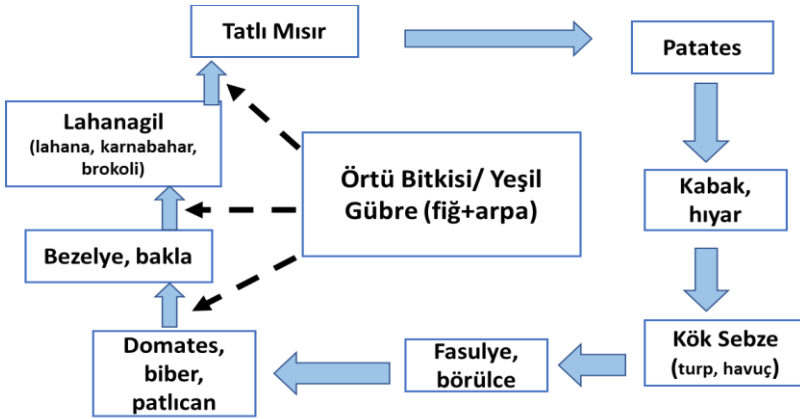 Tatlı Mısır
Patates
Lahanagil
(lahana, karnabahar,
brokoli)
Örtü Bitkisi/ Yeşil
Gübre (fiğ+arpa)
Kabak,
hıyar
Bezelye, bakla
Domates,
biber,
patlıcan
Fasulye,
börülce
Kök Sebze
(turp, havuç)